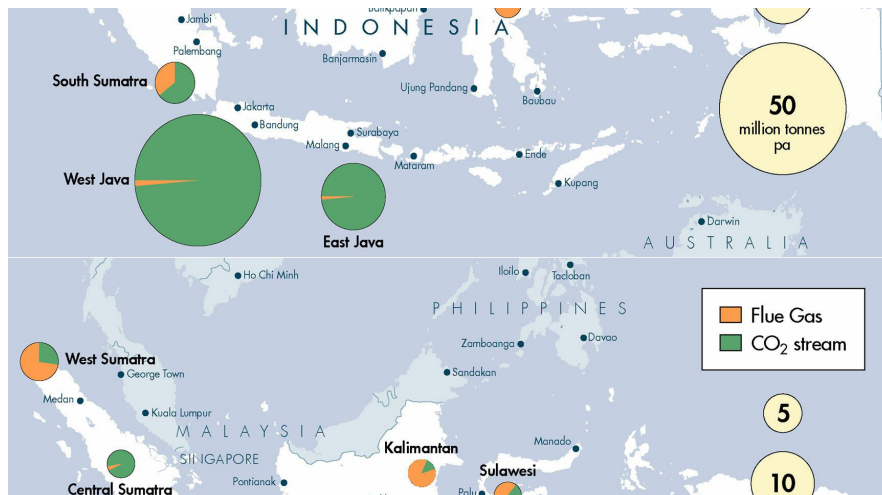 Balikpapan
Jambi
INDONESIA
Palembang
Banjarmasin
South Sumatra
Ujung Pandang
Baubau
50
million tonnes
pa
Jakarta
Bandung
Surabaya
Malang
Mataram
Ende
West Java
Kupang
East Java
Darwin
AUSTRALIA
Ho Chi Minh
Iloilo
Tacloban
PHILIPPINES
Flue Gas
CO₂ stream
Zamboanga
Davao
West Sumatra
George Town
Sandakan
Medan
Kuala Lumpur
5
MALAYSIA
Manado
Kalimantan
SINGAPORE
Sulawesi
Pontianak
10
Central Sumatra
Palu